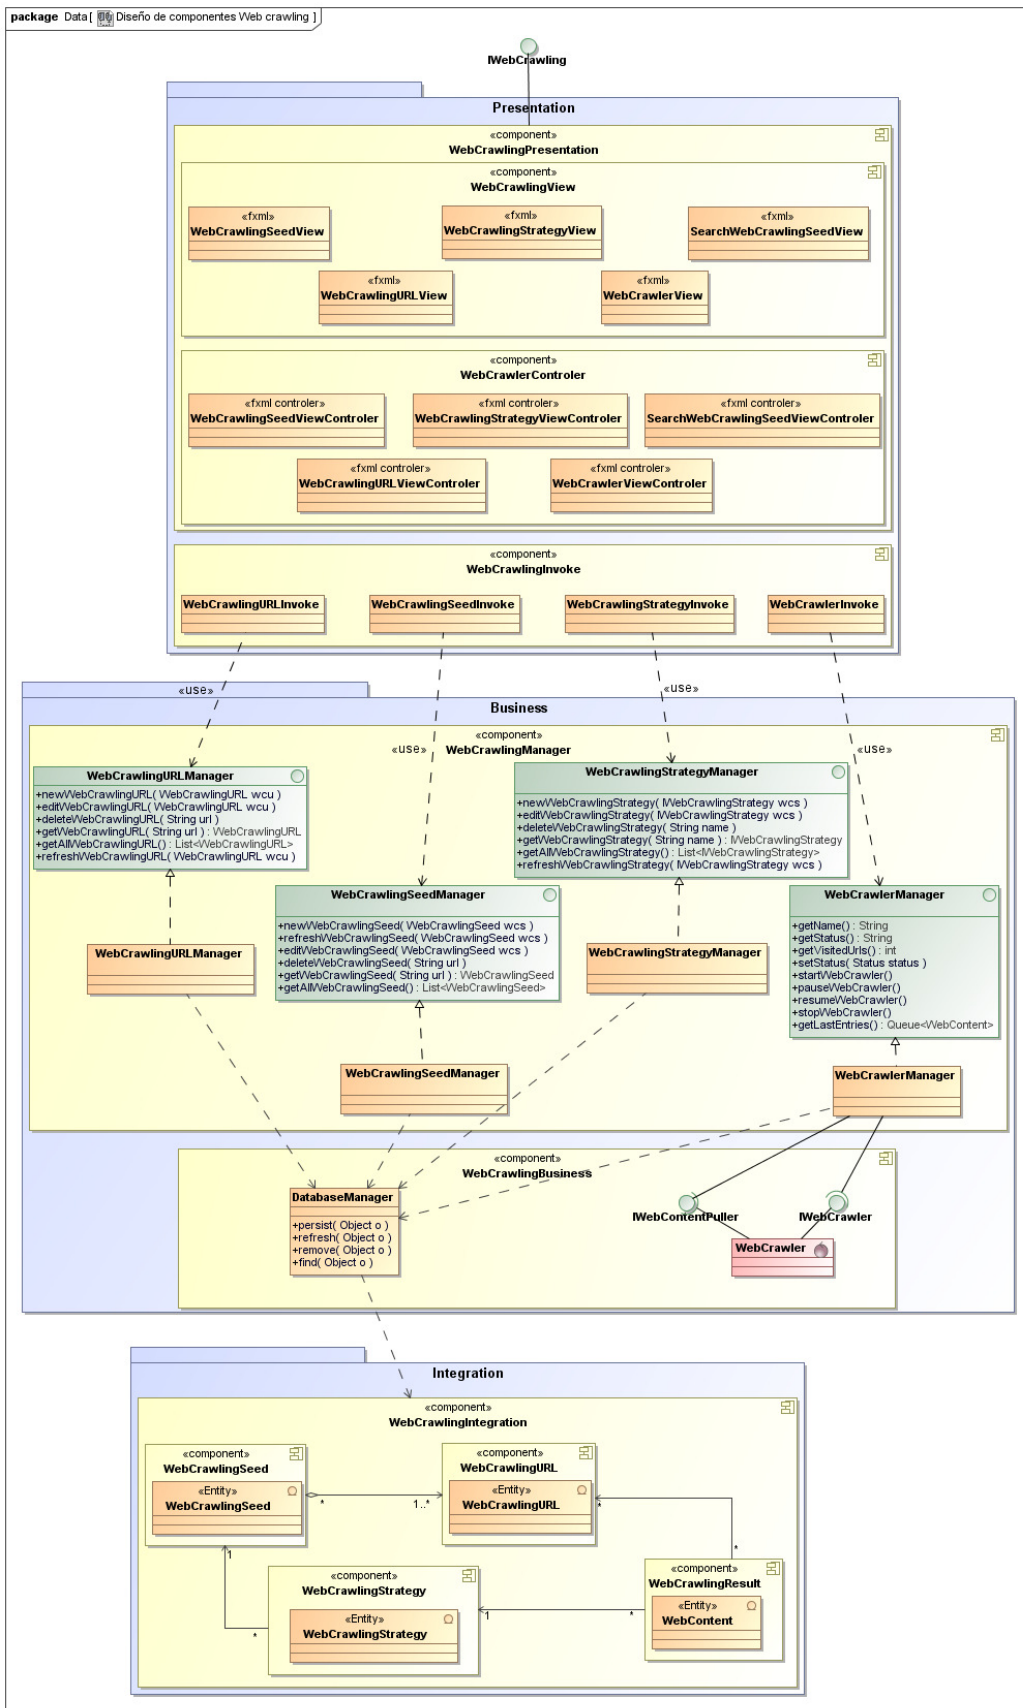 package Data[ Diseño de componentes Web crawling ]
IWebCrawling
Presentation
«component»
WebCrawlingPresentation
«component»
WebCrawlingView
«fxml»
WebCrawlingSeedView
«fxml»
WebCrawlingStrategyView
«fxml»
SearchWebCrawlingSeedView
«fxml»
WebCrawlingURLView
«fxml»
WebCrawlerView
«component»
WebCrawlerControler
«fxml controler»
WebCrawlingSeedViewControler
«fxml controler»
WebCrawlingStrategyViewControler
«fxml controler»
SearchWebCrawlingSeedViewControler
«fxml controler»
WebCrawlingURLViewControler
«fxml controler»
WebCrawlerViewControler
«component»
WebCrawlingInvoke
WebCrawlingURLInvoke
WebCrawlingSeedInvoke
WebCrawlingStrategyInvoke
WebCrawlerInvoke
«use»
«use»
Business
«component»
WebCrawlingManager
«use»
«use»
WebCrawlingURLManager
+newWebCrawlingURL( WebCrawlingURL wcu )
+editWebCrawlingURL( WebCrawlingURL wcu )
+deleteWebCrawlingURL( String url )
+getWebCrawlingURL( String url ) : WebCrawlingURL
+getAllWebCrawlingURL() : List<WebCrawlingURL>
+refreshWebCrawlingURL( WebCrawlingURL wcu )
WebCrawlingStrategyManager
+newWebCrawlingStrategy( IWebCrawlingStrategy wcs )
+editWebCrawlingStrategy( IWebCrawlingStrategy wcs )
+deleteWebCrawlingStrategy( String name )
+getWebCrawlingStrategy( String name ) : IWebCrawlingStrategy
+getAllWebCrawlingStrategy() : List<IWebCrawlingStrategy>
+refreshWebCrawlingStrategy( IWebCrawlingStrategy wcs )
WebCrawlingSeedManager
+newWebCrawlingSeed( WebCrawlingSeed wcs )
+refreshWebCrawlingSeed( WebCrawlingSeed wcs )
+editWebCrawlingSeed( WebCrawlingSeed wcs )
+deleteWebCrawlingSeed( String url )
+getWebCrawlingSeed( String url ) : WebCrawlingSeed
+getAllWebCrawlingSeed() : List<WebCrawlingSeed>
WebCrawlerManager
+getName() : String
+getStatus() : String
+getVisitedUrls() : int
+setStatus( Status status )
+startWebCrawler()
+pauseWebCrawler()
+resumeWebCrawler()
+stopWebCrawler()
+getLastEntries() : Queue<WebContent>
WebCrawlingURLManager
WebCrawlingStrategyManager
WebCrawlingSeedManager
WebCrawlerManager
«component»
WebCrawlingBusiness
DatabaseManager
+persist( Object o )
+refresh( Object o )
+remove( Object o )
+find( Object o )
IWebContentPuller
IWebCrawler
WebCrawler
Integration
«component»
WebCrawlingIntegration
«component»
WebCrawlingSeed
«Entity»
WebCrawlingSeed
*
1..*
«component»
WebCrawlingURL
«Entity»
WebCrawlingURL
*
*
1
*
«component»
WebCrawlingStrategy
«Entity»
WebCrawlingStrategy
1
*
«component»
WebCrawlingResult
«Entity»
WebContent